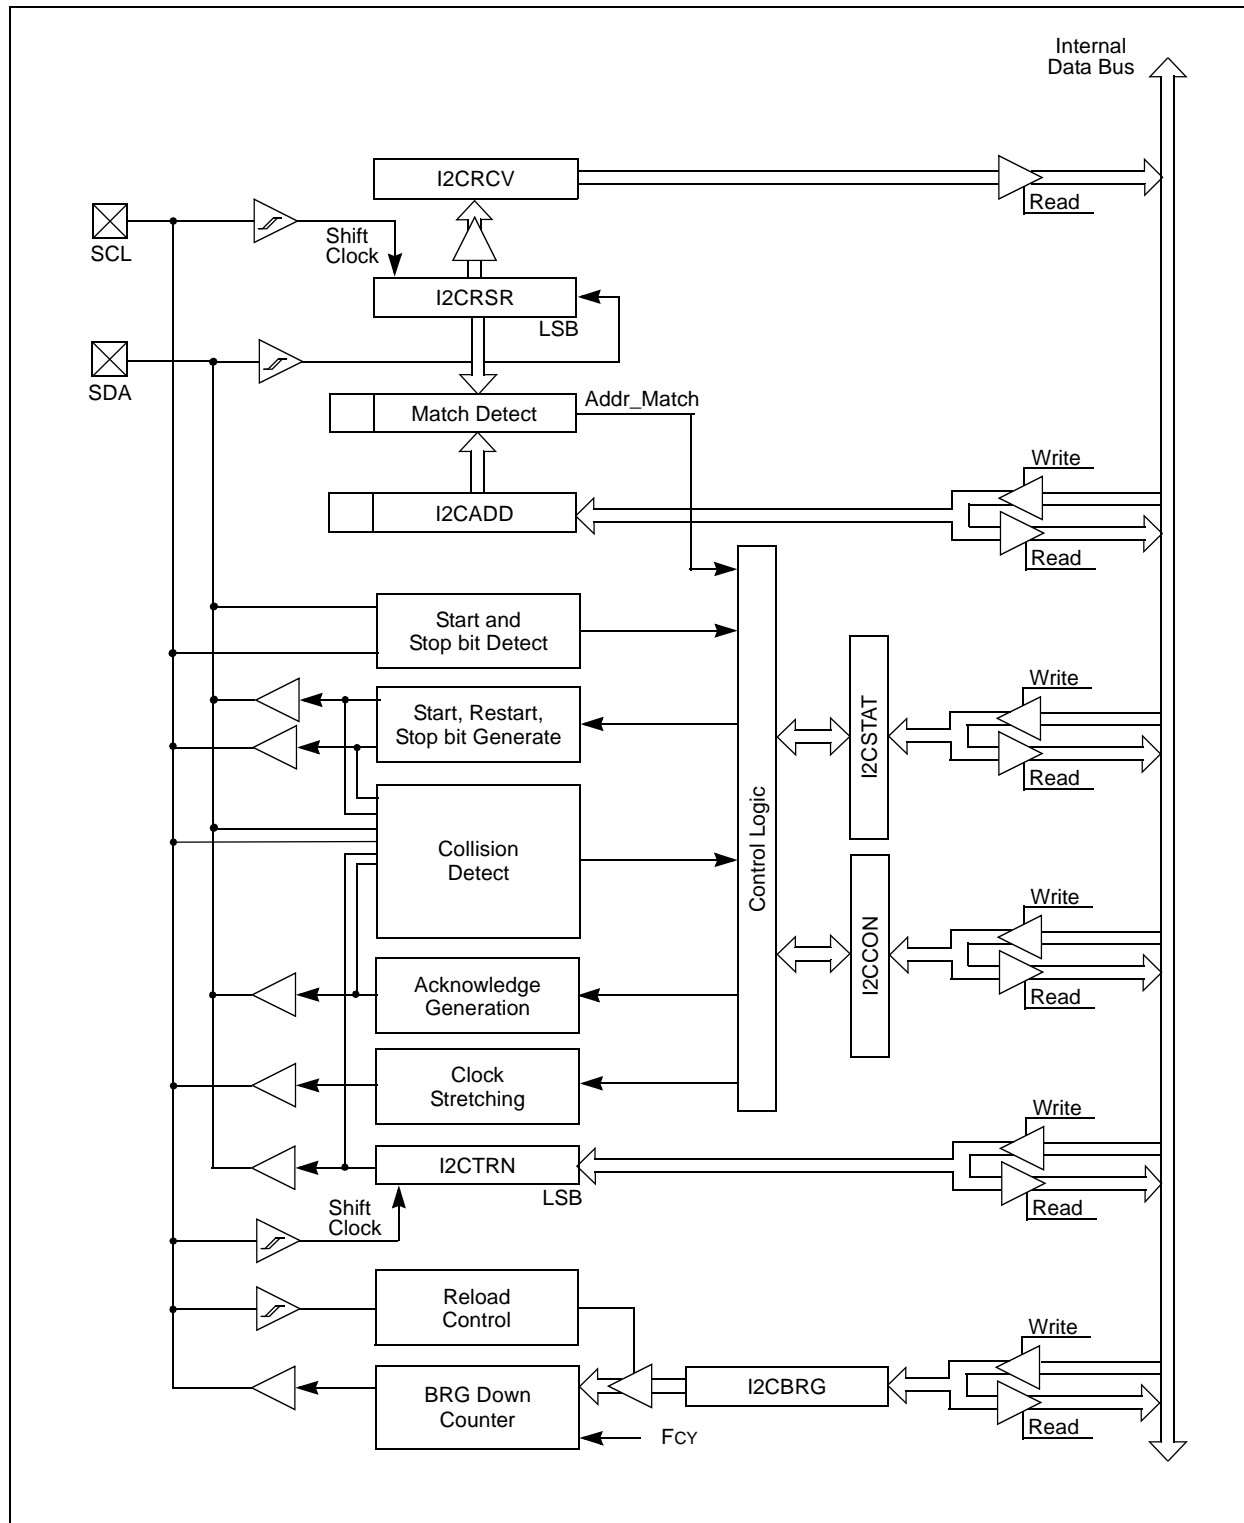 Internal
Data Bus
I2CRCV
Read
SCL
Shift
Clock
I2CRSR
LSB
SDA
Match Detect
Addr_Match
Write
I2CADD
Read
Start and
Stop bit Detect
Start, Restart,
Stop bit Generate
Write
Read
I2CSTAT
Control Logic
Collision
Detect
I2CCON
Write
Read
Acknowledge
Generation
Clock
Stretching
Write
I2CTRN
LSB
Read
Shift
Clock
Reload
Control
Write
I2CBRG
BRG Down
Counter
Read
FCY